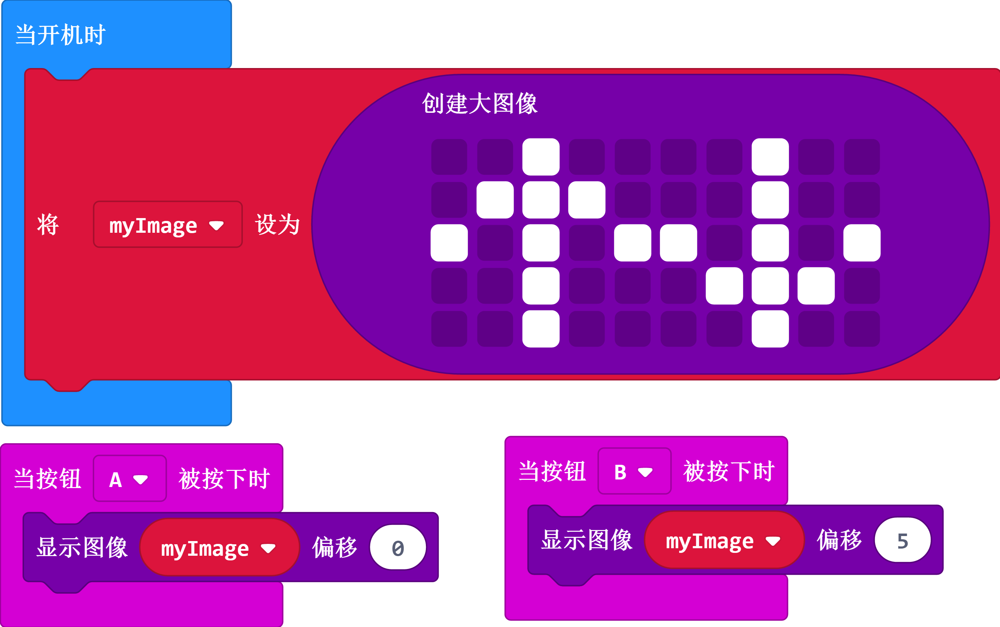 当开机时
创建大图像
将 myImage 设为
当按钮 A 被按下时
显示图像 myImage 偏移 0
当按钮 B 被按下时
显示图像 myImage 偏移 5